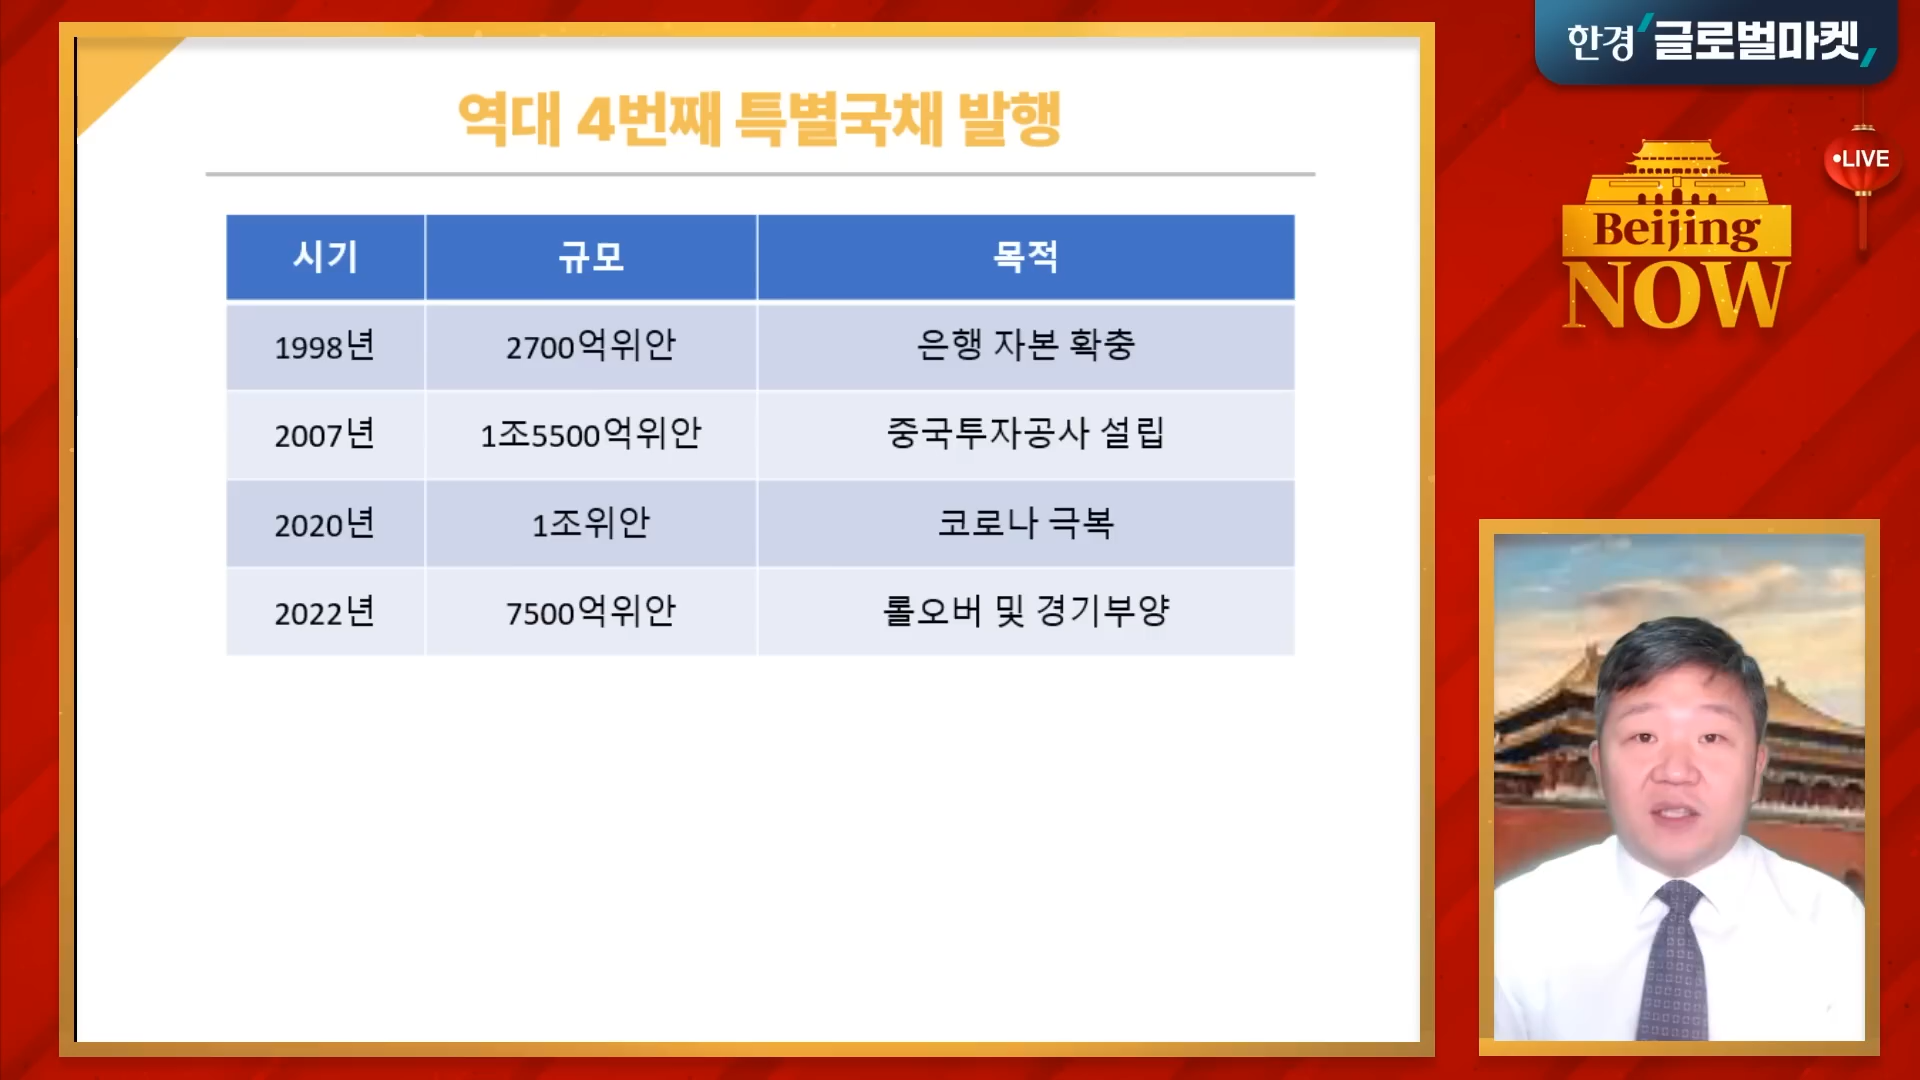 한경 글로벌마켓
•LIVE
Beijing
NOW
역대 4번째 특별국채 발행
시기 규모 목적
1998년 2700억위안 은행 자본 확충
2007년 1조5500억위안 중국투자공사 설립
2020년 1조위안 코로나 극복
2022년 7500억위안 롤오버 및 경기부양